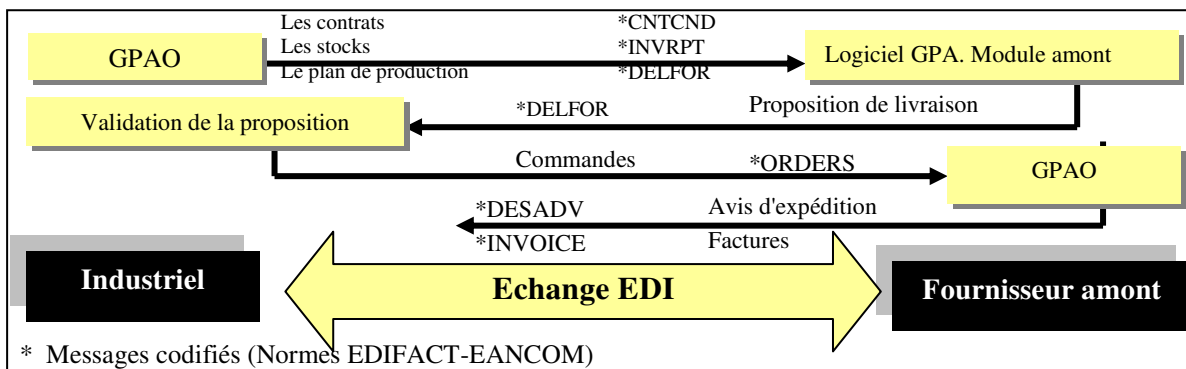 Les contrats *CNTCND
GPAO Les stocks *INVRPT Logiciel GPA. Module amont
Le plan de production *DELFOR
*DELFOR Proposition de livraison
Validation de la proposition
Commandes *ORDERS GPAO
*DESADV Avis d'expédition
*INVOICE Factures
Industriel Echange EDI Fournisseur amont
* Messages codifiés (Normes EDIFACT-EANCOM)